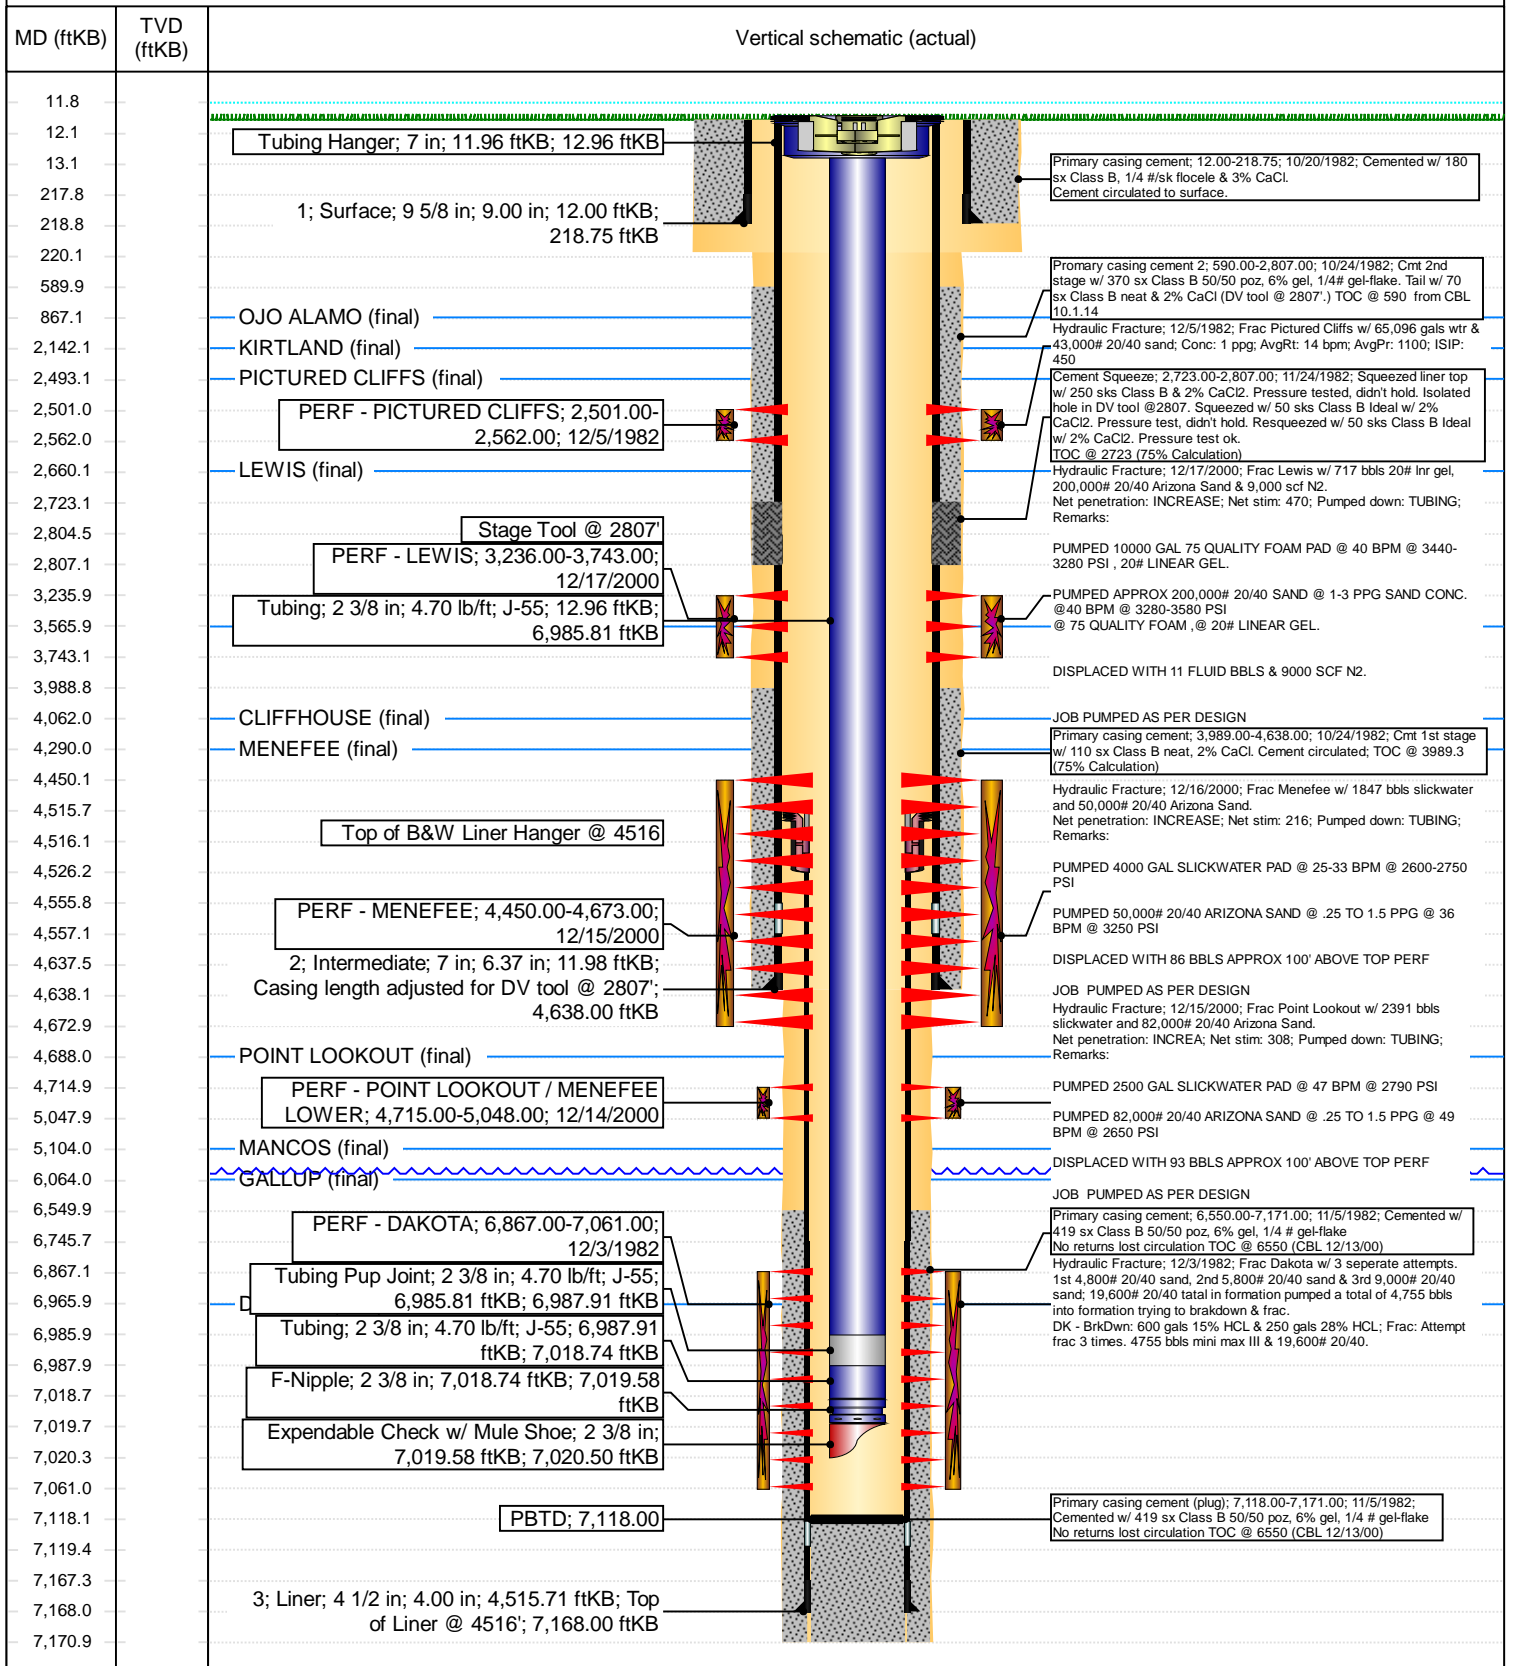 MD (ftKB)
TVD
(ftKB)
Vertical schematic (actual)
11.8
12.1
13.1
217.8
218.8
220.1
589.9
867.1
2,142.1
2,493.1
2,501.0
2,562.0
2,660.1
2,723.1
2,804.5
2,807.1
3,235.9
3,565.9
3,743.1
3,988.8
4,062.0
4,290.0
4,450.1
4,515.7
4,516.1
4,526.2
4,555.8
4,557.1
4,637.5
4,638.1
4,672.9
4,688.0
4,714.9
5,047.9
5,104.0
6,064.0
6,549.9
6,745.7
6,867.1
6,965.9
6,985.9
6,987.9
7,018.7
7,019.7
7,020.3
7,061.0
7,118.1
7,119.4
7,167.3
7,168.0
7,170.9
Tubing Hanger; 7 in; 11.96 ftKB; 12.96 ftKB
1; Surface; 9 5/8 in; 9.00 in; 12.00 ftKB;
218.75 ftKB
OJO ALAMO (final)
KIRTLAND (final)
PICTURED CLIFFS (final)
PERF - PICTURED CLIFFS; 2,501.00-
2,562.00; 12/5/1982
LEWIS (final)
Stage Tool @ 2807'
PERF - LEWIS; 3,236.00-3,743.00;
12/17/2000
Tubing; 2 3/8 in; 4.70 lb/ft; J-55; 12.96 ftKB;
6,985.81 ftKB
CLIFFHOUSE (final)
MENEFEE (final)
Top of B&W Liner Hanger @ 4516
PERF - MENEFEE; 4,450.00-4,673.00;
12/15/2000
2; Intermediate; 7 in; 6.37 in; 11.98 ftKB;
Casing length adjusted for DV tool @ 2807';
4,638.00 ftKB
POINT LOOKOUT (final)
PERF - POINT LOOKOUT / MENEFEE
LOWER; 4,715.00-5,048.00; 12/14/2000
MANCOS (final)
GALLUP (final)
PERF - DAKOTA; 6,867.00-7,061.00;
12/3/1982
Tubing Pup Joint; 2 3/8 in; 4.70 lb/ft; J-55;
6,985.81 ftKB; 6,987.91 ftKB
Tubing; 2 3/8 in; 4.70 lb/ft; J-55; 6,987.91
ftKB; 7,018.74 ftKB
F-Nipple; 2 3/8 in; 7,018.74 ftKB; 7,019.58
ftKB
Expendable Check w/ Mule Shoe; 2 3/8 in;
7,019.58 ftKB; 7,020.50 ftKB
PBTD; 7,118.00
3; Liner; 4 1/2 in; 4.00 in; 4,515.71 ftKB; Top
of Liner @ 4516'; 7,168.00 ftKB
Primary casing cement; 12.00-218.75; 10/20/1982; Cemented w/ 180
sx Class B, 1/4 #/sk flocele & 3% CaCl.
Cement circulated to surface.
Promary casing cement 2; 590.00-2,807.00; 10/24/1982; Cmt 2nd
stage w/ 370 sx Class B 50/50 poz, 6% gel, 1/4# gel-flake. Tail w/ 70
sx Class B neat & 2% CaCl (DV tool @ 2807'.) TOC @ 590 from CBL
10.1.14
Hydraulic Fracture; 12/5/1982; Frac Pictured Cliffs w/ 65,096 gals wtr &
43,000# 20/40 sand; Conc: 1 ppg; AvgRt: 14 bpm; AvgPr: 1100; ISIP:
450
Cement Squeeze; 2,723.00-2,807.00; 11/24/1982; Squeezed liner top
w/ 250 sks Class B & 2% CaCl2. Pressure tested, didn't hold. Isolated
hole in DV tool @2807. Squeezed w/ 50 sks Class B Ideal w/ 2%
CaCl2. Pressure test, didn't hold. Resqueezed w/ 50 sks Class B Ideal
w/ 2% CaCl2. Pressure test ok.
TOC @ 2723 (75% Calculation)
Hydraulic Fracture; 12/17/2000; Frac Lewis w/ 717 bbls 20# lnr gel,
200,000# 20/40 Arizona Sand & 9,000 scf N2.
Net penetration: INCREASE; Net stim: 470; Pumped down: TUBING;
Remarks:
PUMPED 10000 GAL 75 QUALITY FOAM PAD @ 40 BPM @ 3440-
3280 PSI , 20# LINEAR GEL.
PUMPED APPROX 200,000# 20/40 SAND @ 1-3 PPG SAND CONC.
@40 BPM @ 3280-3580 PSI
@ 75 QUALITY FOAM ,@ 20# LINEAR GEL.
DISPLACED WITH 11 FLUID BBLS & 9000 SCF N2.
JOB PUMPED AS PER DESIGN
Primary casing cement; 3,989.00-4,638.00; 10/24/1982; Cmt 1st stage
w/ 110 sx Class B neat, 2% CaCl. Cement circulated; TOC @ 3989.3
(75% Calculation)
Hydraulic Fracture; 12/16/2000; Frac Menefee w/ 1847 bbls slickwater
and 50,000# 20/40 Arizona Sand.
Net penetration: INCREASE; Net stim: 216; Pumped down: TUBING;
Remarks:
PUMPED 4000 GAL SLICKWATER PAD @ 25-33 BPM @ 2600-2750
PSI
PUMPED 50,000# 20/40 ARIZONA SAND @ .25 TO 1.5 PPG @ 36
BPM @ 3250 PSI
DISPLACED WITH 86 BBLS APPROX 100' ABOVE TOP PERF
JOB PUMPED AS PER DESIGN
Hydraulic Fracture; 12/15/2000; Frac Point Lookout w/ 2391 bbls
slickwater and 82,000# 20/40 Arizona Sand.
Net penetration: INCREA; Net stim: 308; Pumped down: TUBING;
Remarks:
PUMPED 2500 GAL SLICKWATER PAD @ 47 BPM @ 2790 PSI
PUMPED 82,000# 20/40 ARIZONA SAND @ .25 TO 1.5 PPG @ 49
BPM @ 2650 PSI
DISPLACED WITH 93 BBLS APPROX 100' ABOVE TOP PERF
JOB PUMPED AS PER DESIGN
Primary casing cement; 6,550.00-7,171.00; 11/5/1982; Cemented w/
419 sx Class B 50/50 poz, 6% gel, 1/4 # gel-flake
No returns lost circulation TOC @ 6550 (CBL 12/13/00)
Hydraulic Fracture; 12/3/1982; Frac Dakota w/ 3 seperate attempts.
1st 4,800# 20/40 sand, 2nd 5,800# 20/40 sand & 3rd 9,000# 20/40
sand; 19,600# 20/40 tatal in formation pumped a total of 4,755 bbls
into formation trying to brakdown & frac.
DK - BrkDwn: 600 gals 15% HCL & 250 gals 28% HCL; Frac: Attempt
frac 3 times. 4755 bbls mini max III & 19,600# 20/40.
Primary casing cement (plug); 7,118.00-7,171.00; 11/5/1982;
Cemented w/ 419 sx Class B 50/50 poz, 6% gel, 1/4 # gel-flake
No returns lost circulation TOC @ 6550 (CBL 12/13/00)